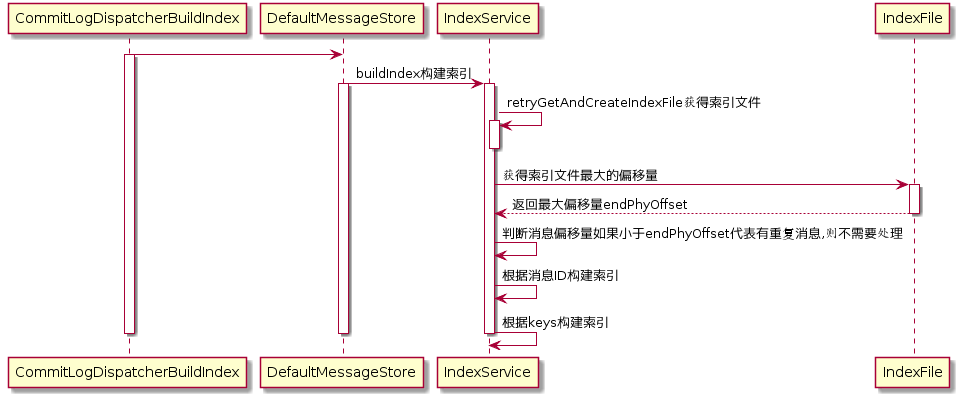 CommitLogDispatcherBuildIndex
DefaultMessageStore
IndexService
IndexFile
buildIndex构建索引
retryGetAndCreateIndexFile获得索引文件
获得索引文件最大的偏移量
返回最大偏移量endPhyOffset
判断消息偏移量如果小于endPhyOffset代表有重复消息,则不需要处理
根据消息ID构建索引
根据keys构建索引
CommitLogDispatcherBuildIndex
DefaultMessageStore
IndexService
IndexFile